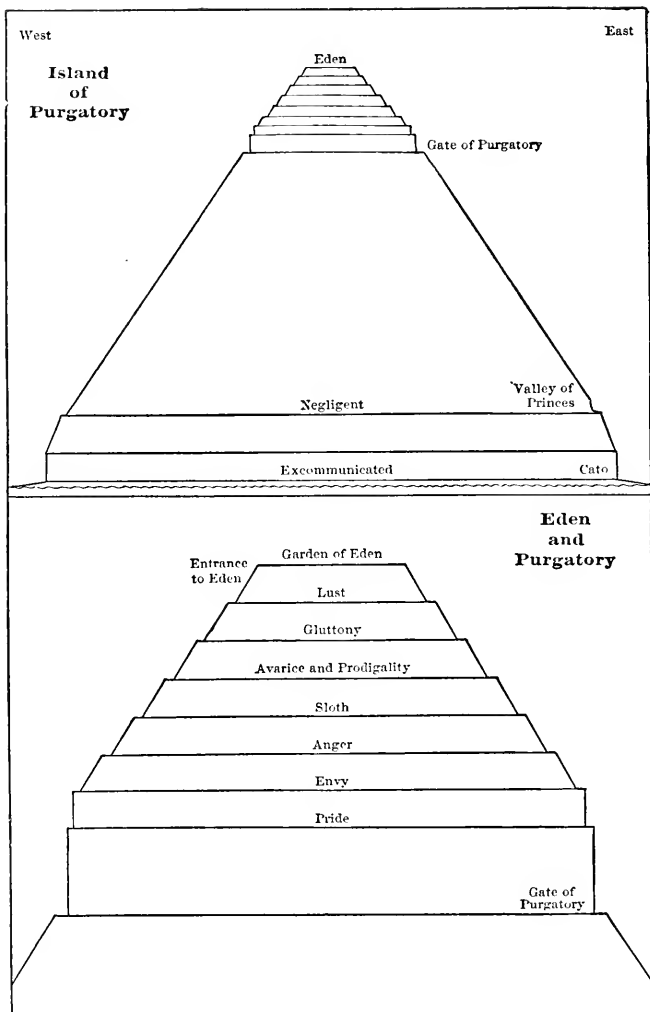 West
East
Island
of
Purgatory
Eden
Gate of Purgatory
Negligent
Valley of
Princes
Excommunicated
Cato
Eden
and
Purgatory
Garden of Eden
Entrance
to Eden
Lust
Gluttony
Avarice and Prodigality
Sloth
Anger
Envy
Pride
Gate of
Purgatory